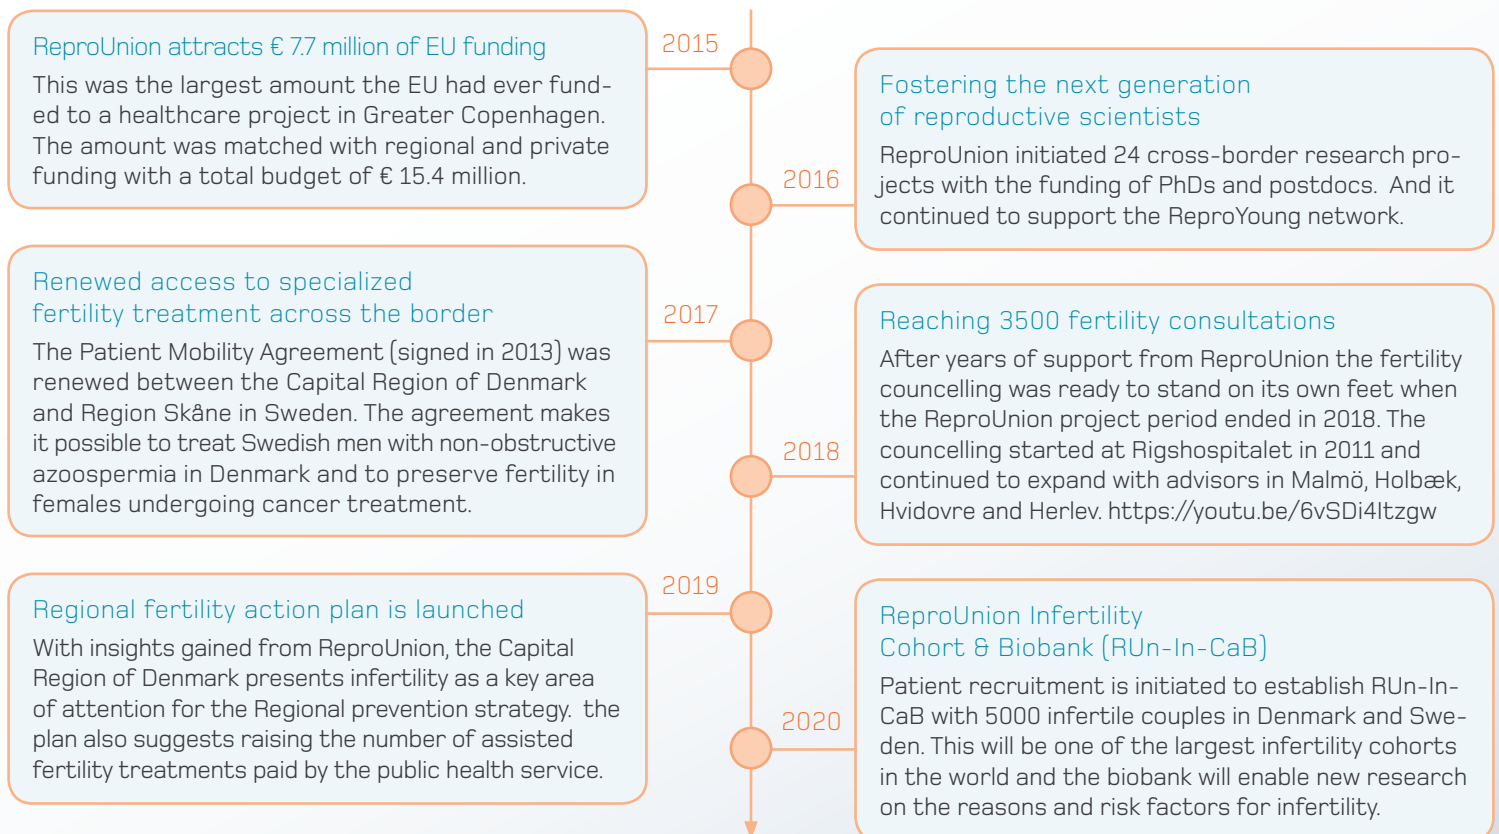 2015
ReproUnion attracts € 7.7 million of EU funding
This was the largest amount the EU had ever fund-
ed to a healthcare project in Greater Copenhagen.
The amount was matched with regional and private
funding with a total budget of € 15.4 million.
2016
Fostering the next generation
of reproductive scientists
ReproUnion initiated 24 cross-border research pro-
jects with the funding of PhDs and postdocs.  And it
continued to support the ReproYoung network.
2017
Renewed access to specialized
fertility treatment across the border
The Patient Mobility Agreement (signed in 2013) was
renewed between the Capital Region of Denmark
and Region Skåne in Sweden. The agreement makes
it possible to treat Swedish men with non-obstructive
azoospermia in Denmark and to preserve fertility in
females undergoing cancer treatment.
2018
Reaching 3500 fertility consultations
After years of support from ReproUnion the fertility
councelling was ready to stand on its own feet when
the ReproUnion project period ended in 2018. The
councelling started at Rigshospitalet in 2011 and
continued to expand with advisors in Malmö, Holbæk,
Hvidovre and Herlev. https://youtu.be/6vSDi4Itzgw
2019
Regional fertility action plan is launched
With insights gained from ReproUnion, the Capital
Region of Denmark presents infertility as a key area
of attention for the Regional prevention strategy.  the
plan also suggests raising the number of assisted
fertility treatments paid by the public health service.
2020
ReproUnion Infertility
Cohort & Biobank (RUn-In-CaB)
Patient recruitment is initiated to establish RUn-In-
CaB with 5000 infertile couples in Denmark and Swe-
den. This will be one of the largest infertility cohorts
in the world and the biobank will enable new research
on the reasons and risk factors for infertility.